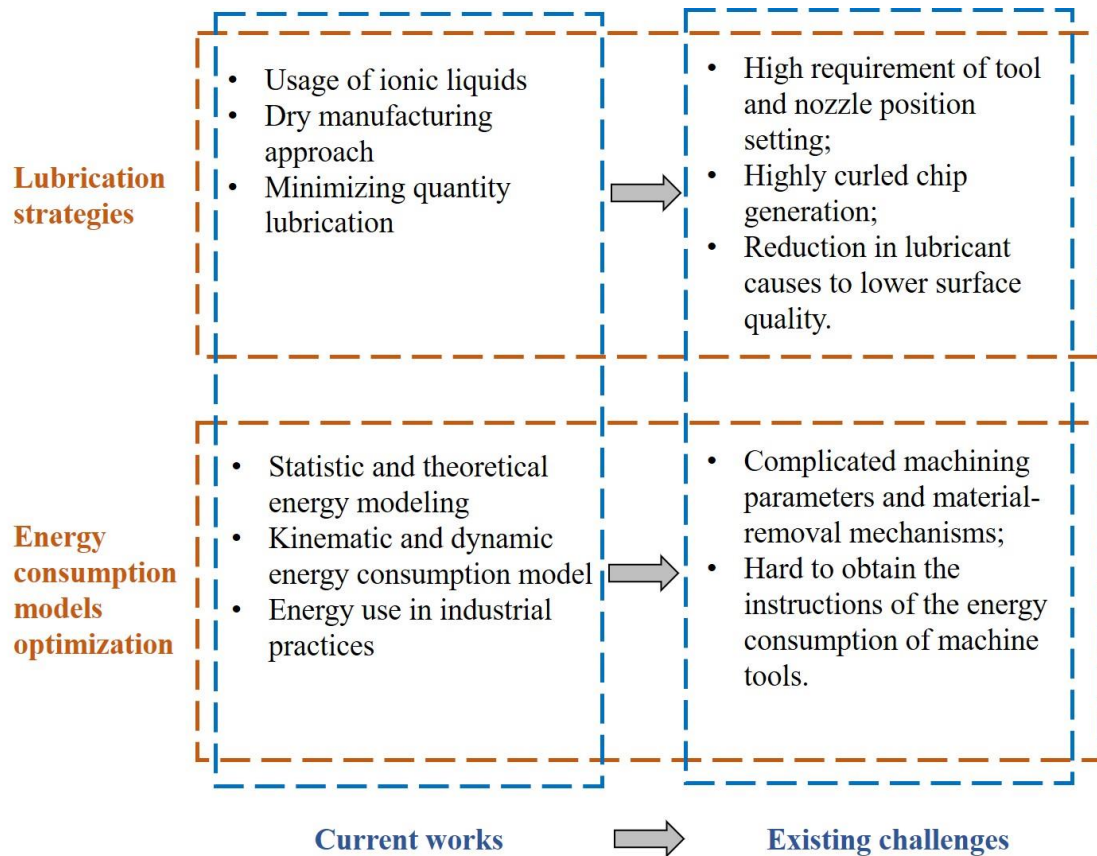 Lubrication
strategies
• Usage of ionic liquids
• Dry manufacturing
approach
• Minimizing quantity
lubrication
• High requirement of tool
and nozzle position
setting;
• Highly curled chip
generation;
• Reduction in lubricant
causes to lower surface
quality.
Energy
consumption
models
optimization
• Statistic and theoretical
energy modeling
• Kinematic and dynamic
energy consumption model
• Energy use in industrial
practices
• Complicated machining
parameters and material-
removal mechanisms;
• Hard to obtain the
instructions of the energy
consumption of machine
tools.
Current works
Existing challenges